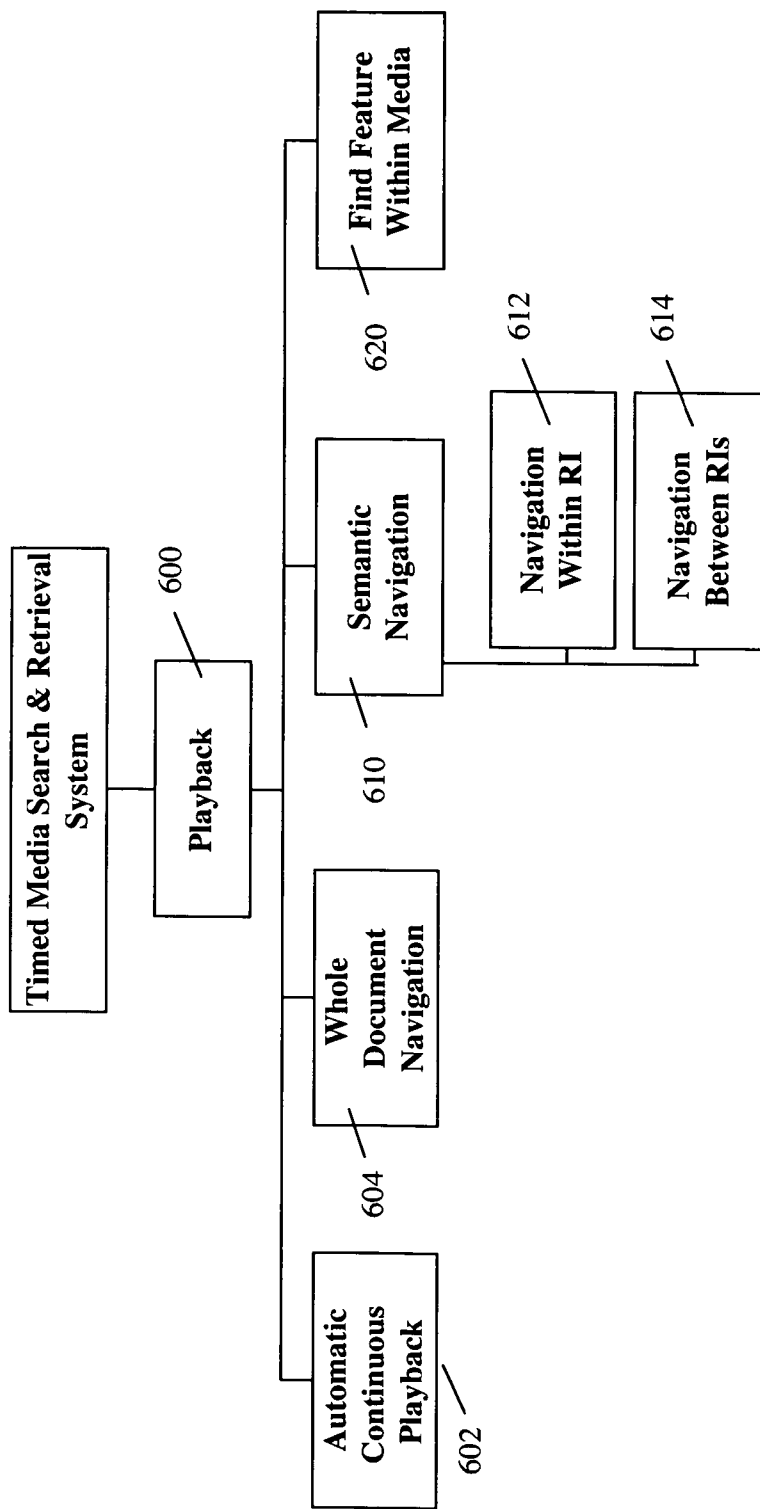 Timed Media Search & Retrieval
System
600
Playback
Automatic
Continuous
Playback
602
Whole
Document
Navigation
604
Semantic
Navigation
610
Find Feature
Within Media
620
Navigation
Within RI
612
Navigation
Between RIs
614